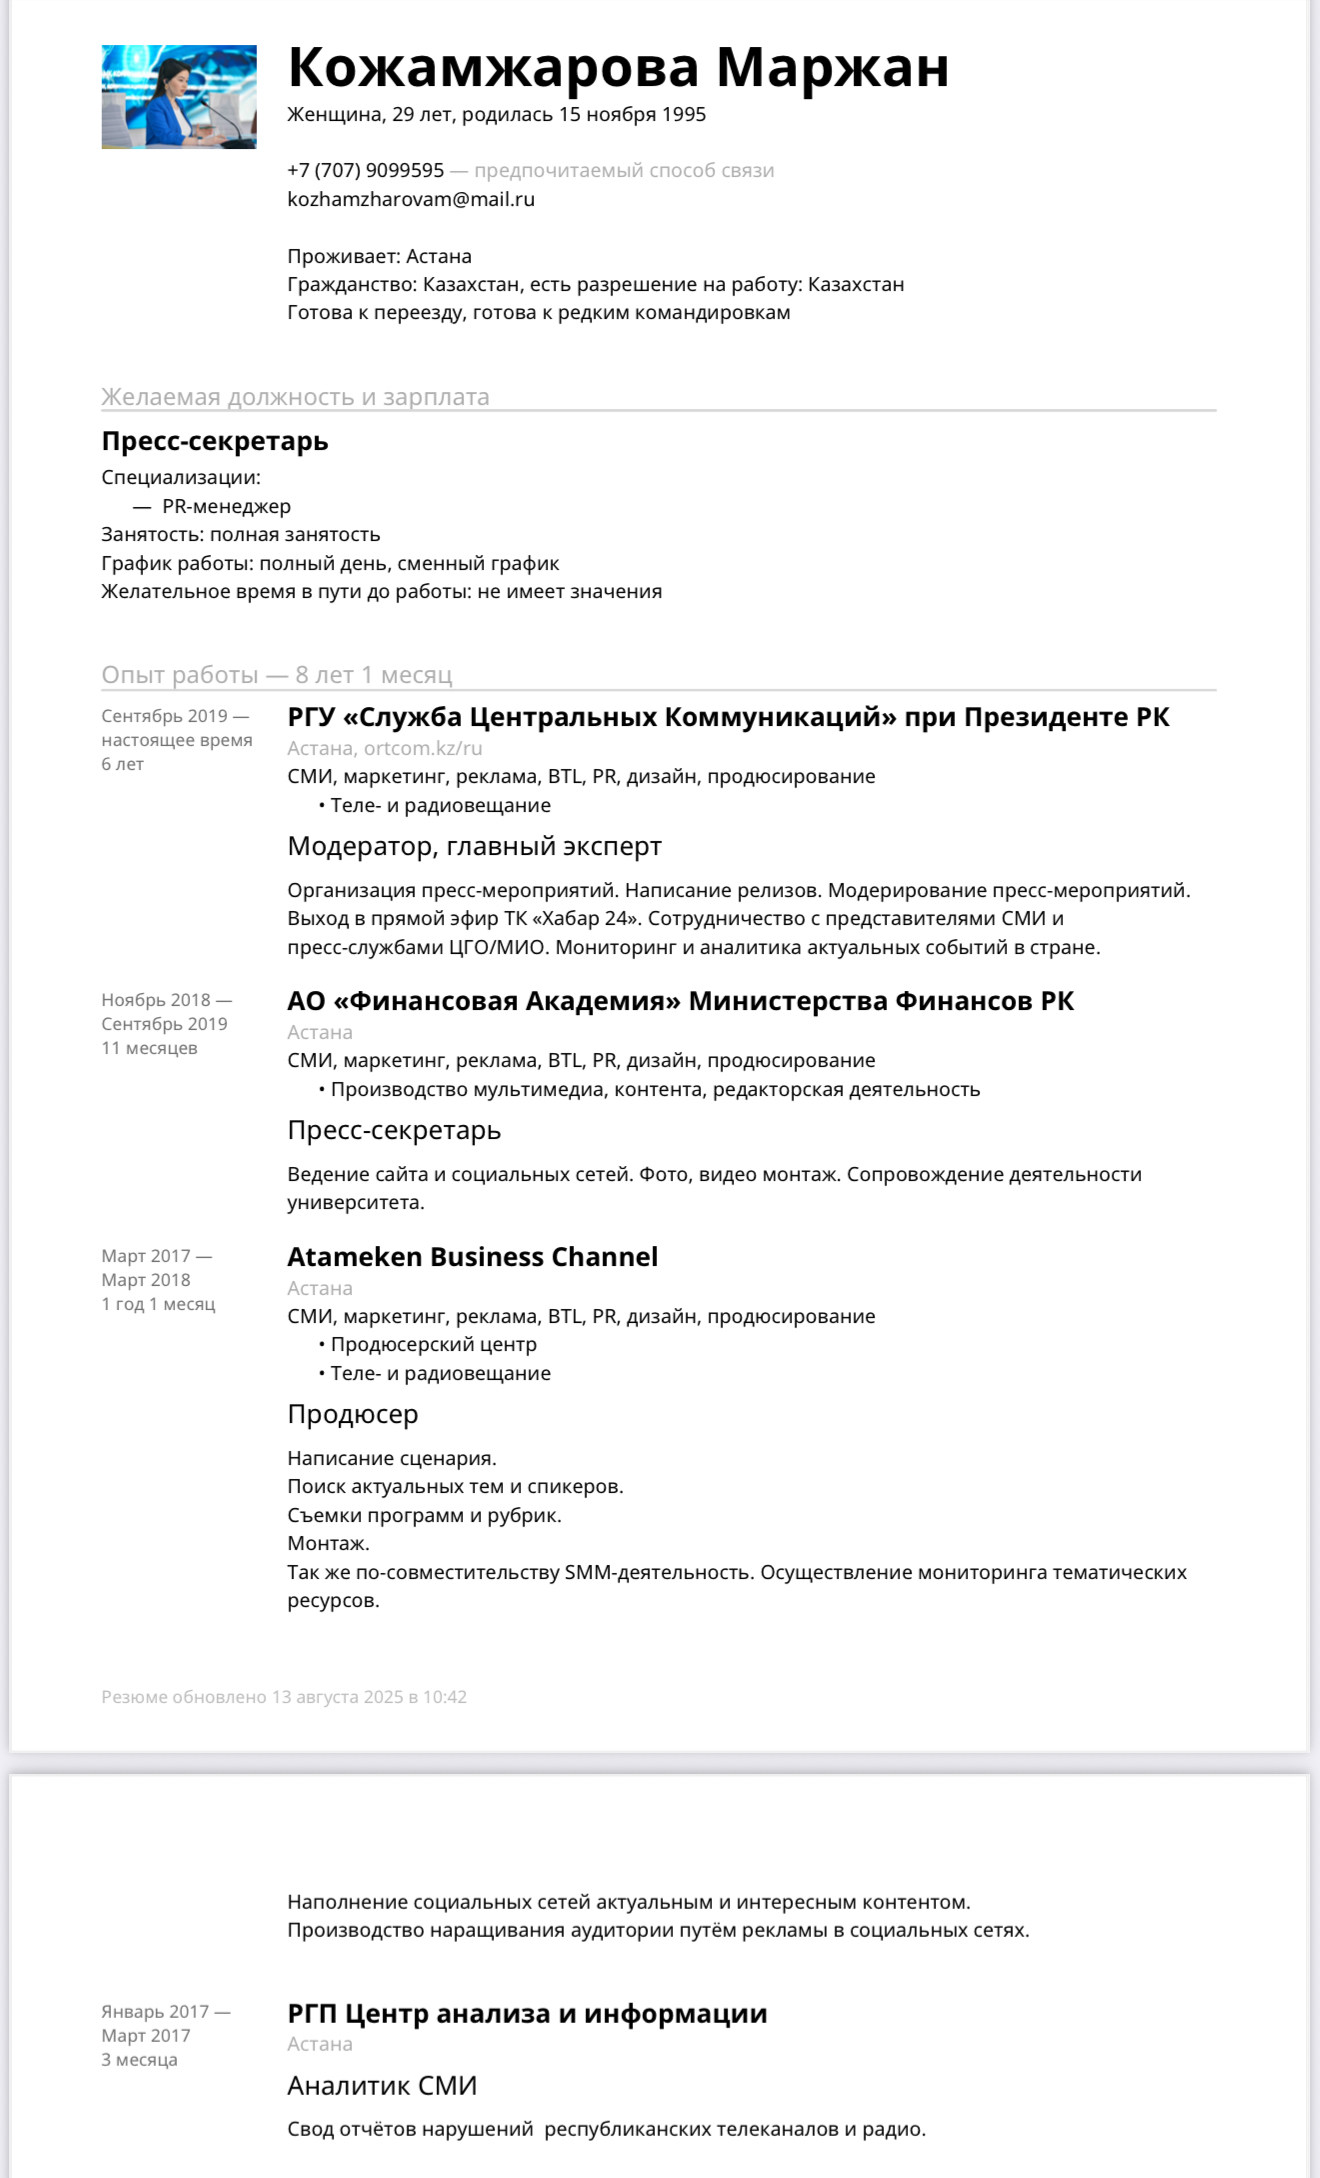 Кожамжарова Маржан
Женщина, 29 лет, родилась 15 ноября 1995
+7 (707) 9099595 — предпочитаемый способ связи
kozhamzharovam@mail.ru
Проживает: Астана
Гражданство: Казахстан, есть разрешение на работу: Казахстан
Готова к переезду, готова к редким командировкам
Желаемая должность и зарплата
Пресс-секретарь
Специализации:
— PR-менеджер
Занятость: полная занятость
График работы: полный день, сменный график
Желательное время в пути до работы: не имеет значения
Опыт работы — 8 лет 1 месяц
Сентябрь 2019 —
настоящее время
6 лет
РГУ «Служба Центральных Коммуникаций» при Президенте РК
Астана, ortcom.kz/ru
СМИ, маркетинг, реклама, BTL, PR, дизайн, продюсирование
• Теле- и радиовещание
Модератор, главный эксперт
Организация пресс-мероприятий. Написание релизов. Модерирование пресс-мероприятий.
Выход в прямой эфир ТК «Хабар 24». Сотрудничество с представителями СМИ и
пресс-службами ЦГО/МИО. Мониторинг и аналитика актуальных событий в стране.
Ноябрь 2018 —
Сентябрь 2019
11 месяцев
АО «Финансовая Академия» Министерства Финансов РК
Астана
СМИ, маркетинг, реклама, BTL, PR, дизайн, продюсирование
• Производство мультимедиа, контента, редакторская деятельность
Пресс-секретарь
Ведение сайта и социальных сетей. Фото, видео монтаж. Сопровождение деятельности
университета.
Март 2017 —
Март 2018
1 год 1 месяц
Atameken Business Channel
Астана
СМИ, маркетинг, реклама, BTL, PR, дизайн, продюсирование
• Продюсерский центр
• Теле- и радиовещание
Продюсер
Написание сценария.
Поиск актуальных тем и спикеров.
Съемки программ и рубрик.
Монтаж.
Так же по-совместительству SMM-деятельность. Осуществление мониторинга тематических
ресурсов.
Резюме обновлено 13 августа 2025 в 10:42
Наполнение социальных сетей актуальным и интересным контентом.
Производство наращивания аудитории путём рекламы в социальных сетях.
Январь 2017 —
Март 2017
3 месяца
РГП Центр анализа и информации
Астана
Аналитик СМИ
Свод отчётов нарушений  республиканских телеканалов и радио.